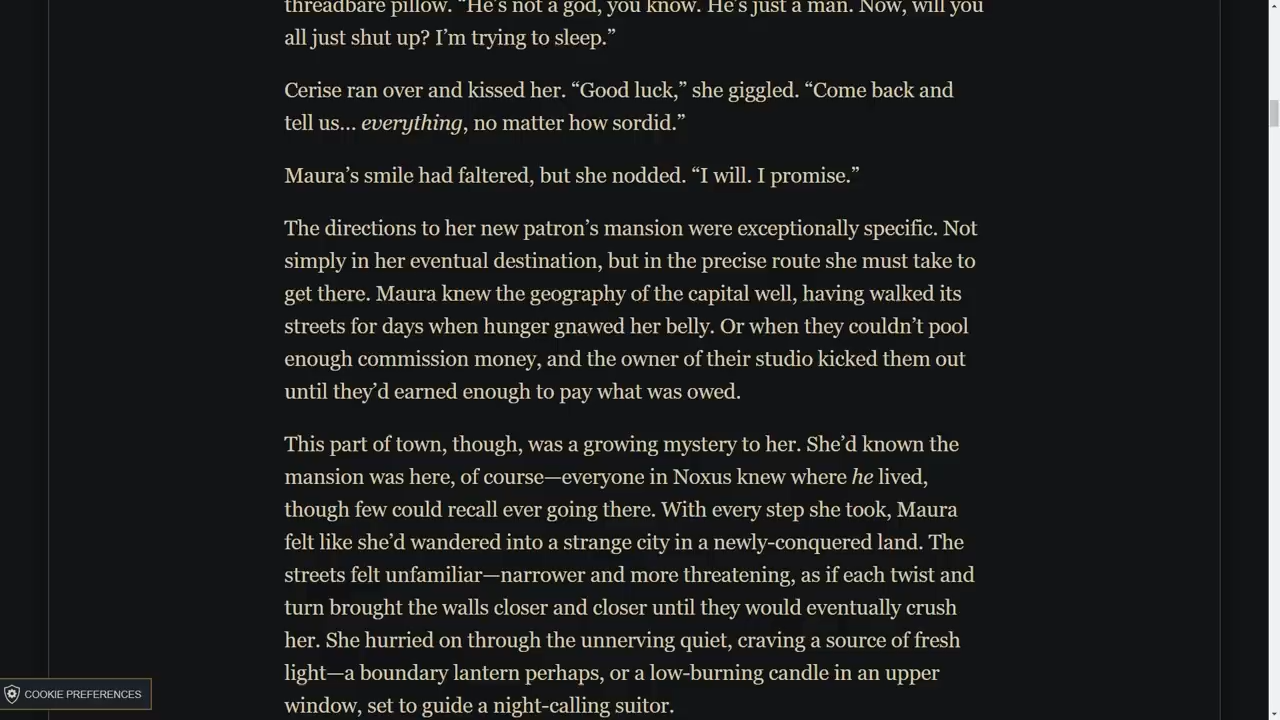 threadbare pillow. “He’s not a god, you know. He’s just a man. Now, will you
all just shut up? I’m trying to sleep.”
Cerise ran over and kissed her. “Good luck,” she giggled. “Come back and
tell us... everything, no matter how sordid.”
Maura’s smile had faltered, but she nodded. “I will. I promise.”
The directions to her new patron’s mansion were exceptionally specific. Not
simply in her eventual destination, but in the precise route she must take to
get there. Maura knew the geography of the capital well, having walked its
streets for days when hunger gnawed her belly. Or when they couldn’t pool
enough commission money, and the owner of their studio kicked them out
until they’d earned enough to pay what was owed.
This part of town, though, was a growing mystery to her. She’d known the
mansion was here, of course—everyone in Noxus knew where he lived,
though few could recall ever going there. With every step she took, Maura
felt like she’d wandered into a strange city in a newly-conquered land. The
streets felt unfamiliar—narrower and more threatening, as if each twist and
turn brought the walls closer and closer until they would eventually crush
her. She hurried on through the unnerving quiet, craving a source of fresh
light—a boundary lantern perhaps, or a low-burning candle in an upper
window, set to guide a night-calling suitor.
COOKIE PREFERENCES